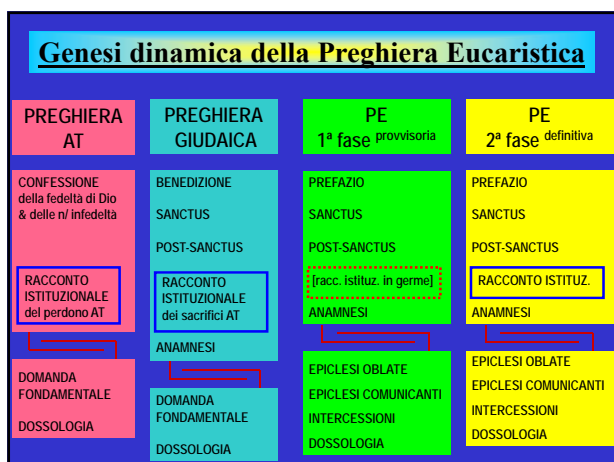 Genesi dinamica della Preghiera Eucaristica
PREGHIERA
AT
CONFESSIONE
della fedeltà di Dio
& delle n/ infedeltà
RACCONTO
ISTITUZIONALE
del perdono AT
DOMANDA
FONDAMENTALE
DOSSOLOGIA
PREGHIERA
GIUDAICA
BENEDIZIONE
SANCTUS
POST-SANCTUS
RACCONTO
ISTITUZIONALE
dei sacrifici AT
ANAMNESI
DOMANDA
FONDAMENTALE
DOSSOLOGIA
PE
1ª fase provvisoria
PREFAZIO
SANCTUS
POST-SANCTUS
[racc. istituz. in germe]
ANAMNESI
EPICLESI OBLATE
EPICLESI COMUNICANTI
INTERCESSIONI
DOSSOLOGIA
PE
2ª fase definitiva
PREFAZIO
SANCTUS
POST-SANCTUS
RACCONTO ISTITUZ.
ANAMNESI
EPICLESI OBLATE
EPICLESI COMUNICANTI
INTERCESSIONI
DOSSOLOGIA